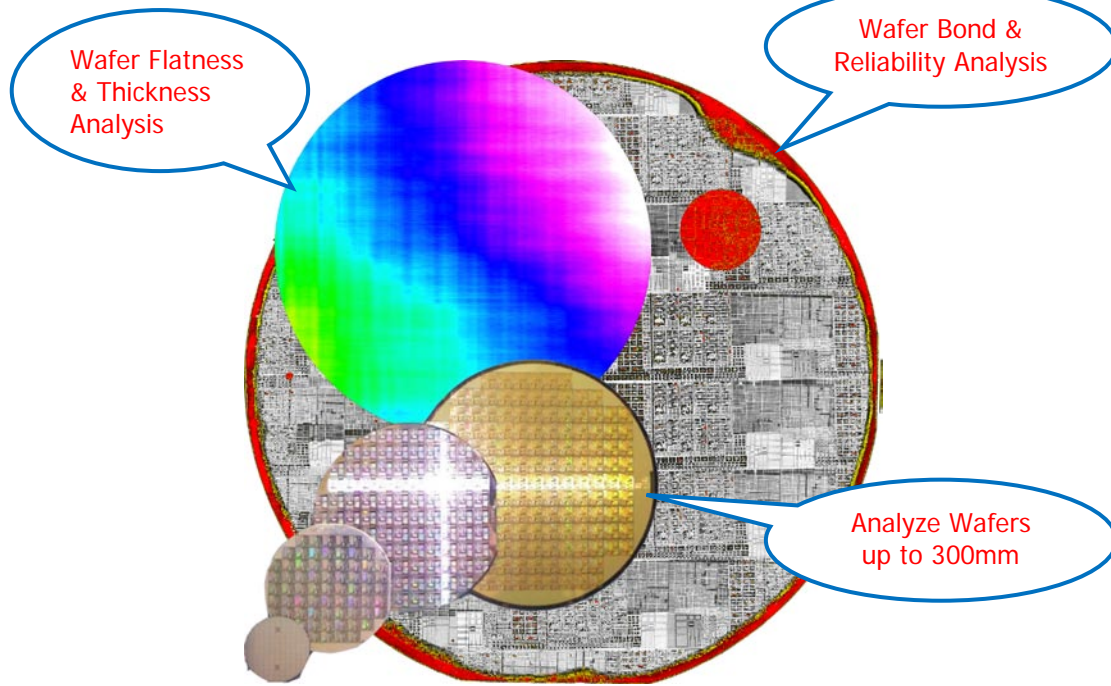 Wafer Flatness
& Thickness
Analysis
Wafer Bond &
Reliability Analysis
Analyze Wafers
up to 300mm